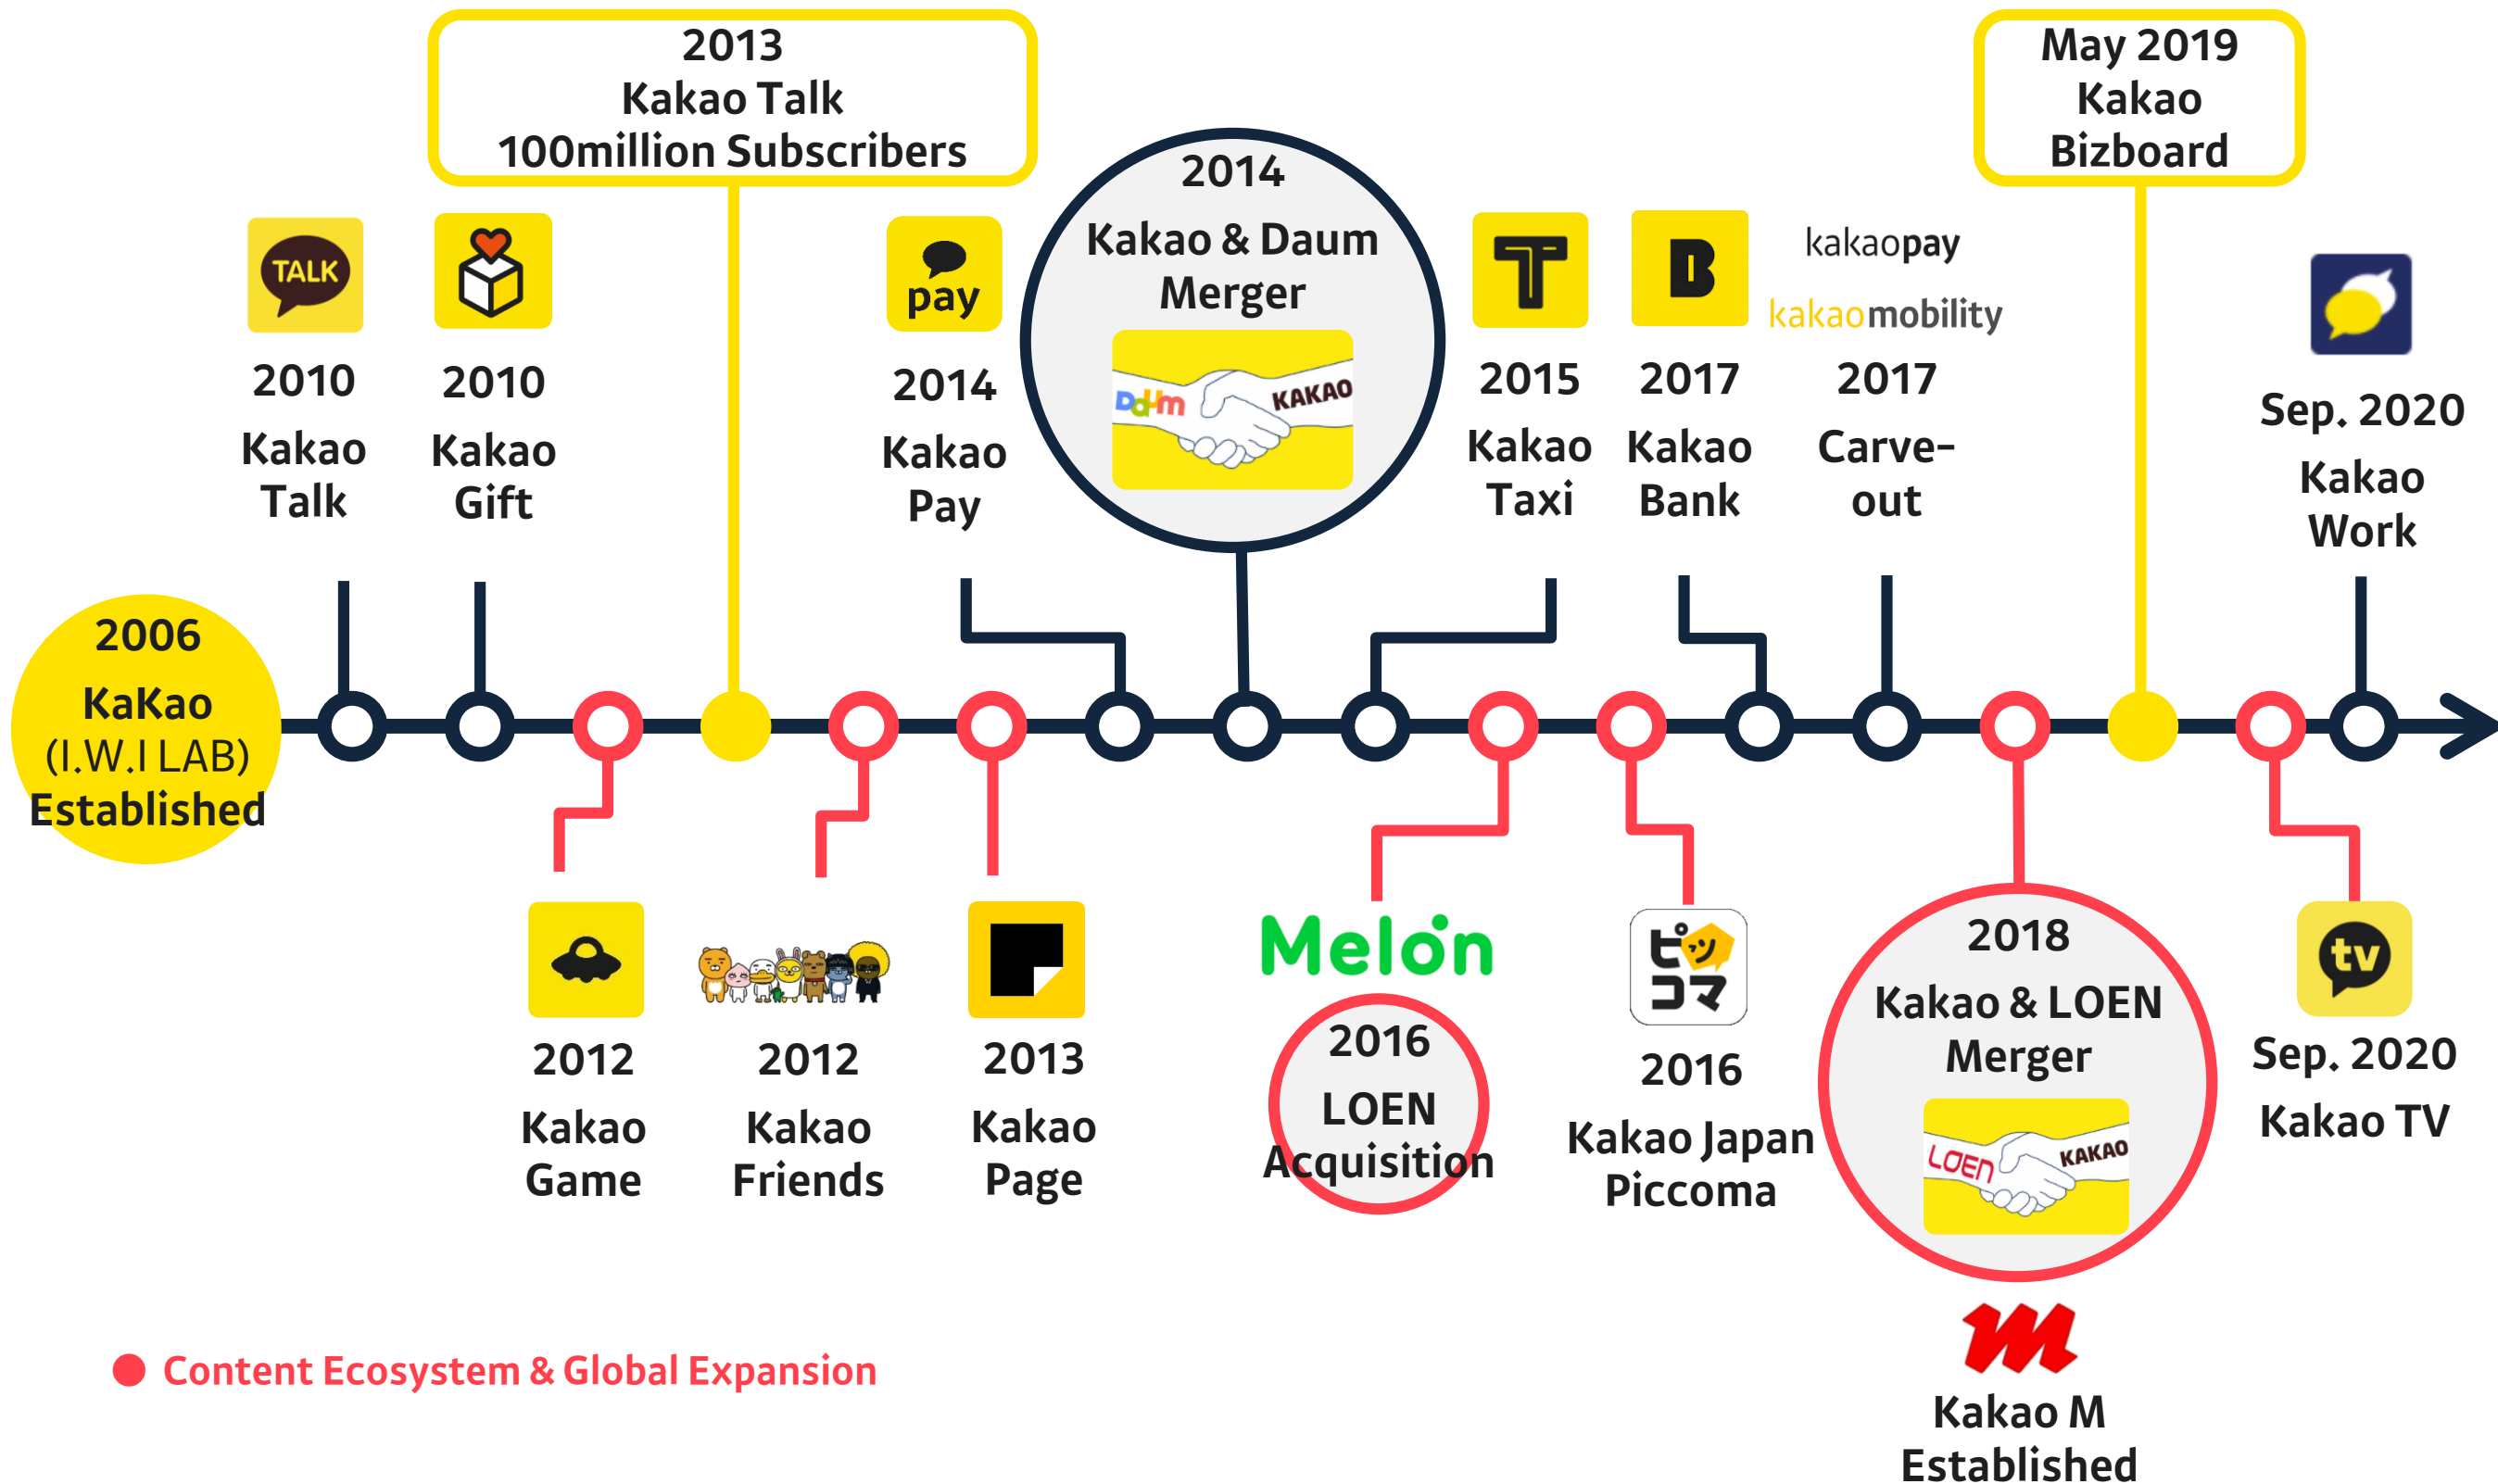 2013
Kakao Talk
100million Subscribers
May 2019
Kakao
Bizboard
TALK
2010
Kakao
Talk
2010
Kakao
Gift
pay
2014
Kakao
Pay
2014
Kakao & Daum
Merger
Daum
KAKAO
T
2015
Kakao
Taxi
B
2017
Kakao
Bank
kakaopay
kakaomobility
2017
Carve-
out
Sep. 2020
Kakao
Work
2006
KaKao
(I.W.I LAB)
Established
2012
Kakao
Game
2012
Kakao
Friends
2013
Kakao
Page
Melon
2016
LOEN
Acquisition
ピッ
コマ
2016
Kakao Japan
Piccoma
2018
Kakao & LOEN
Merger
LOEN
KAKAO
M
Kakao M
Established
tv
Sep. 2020
Kakao TV
Content Ecosystem & Global Expansion